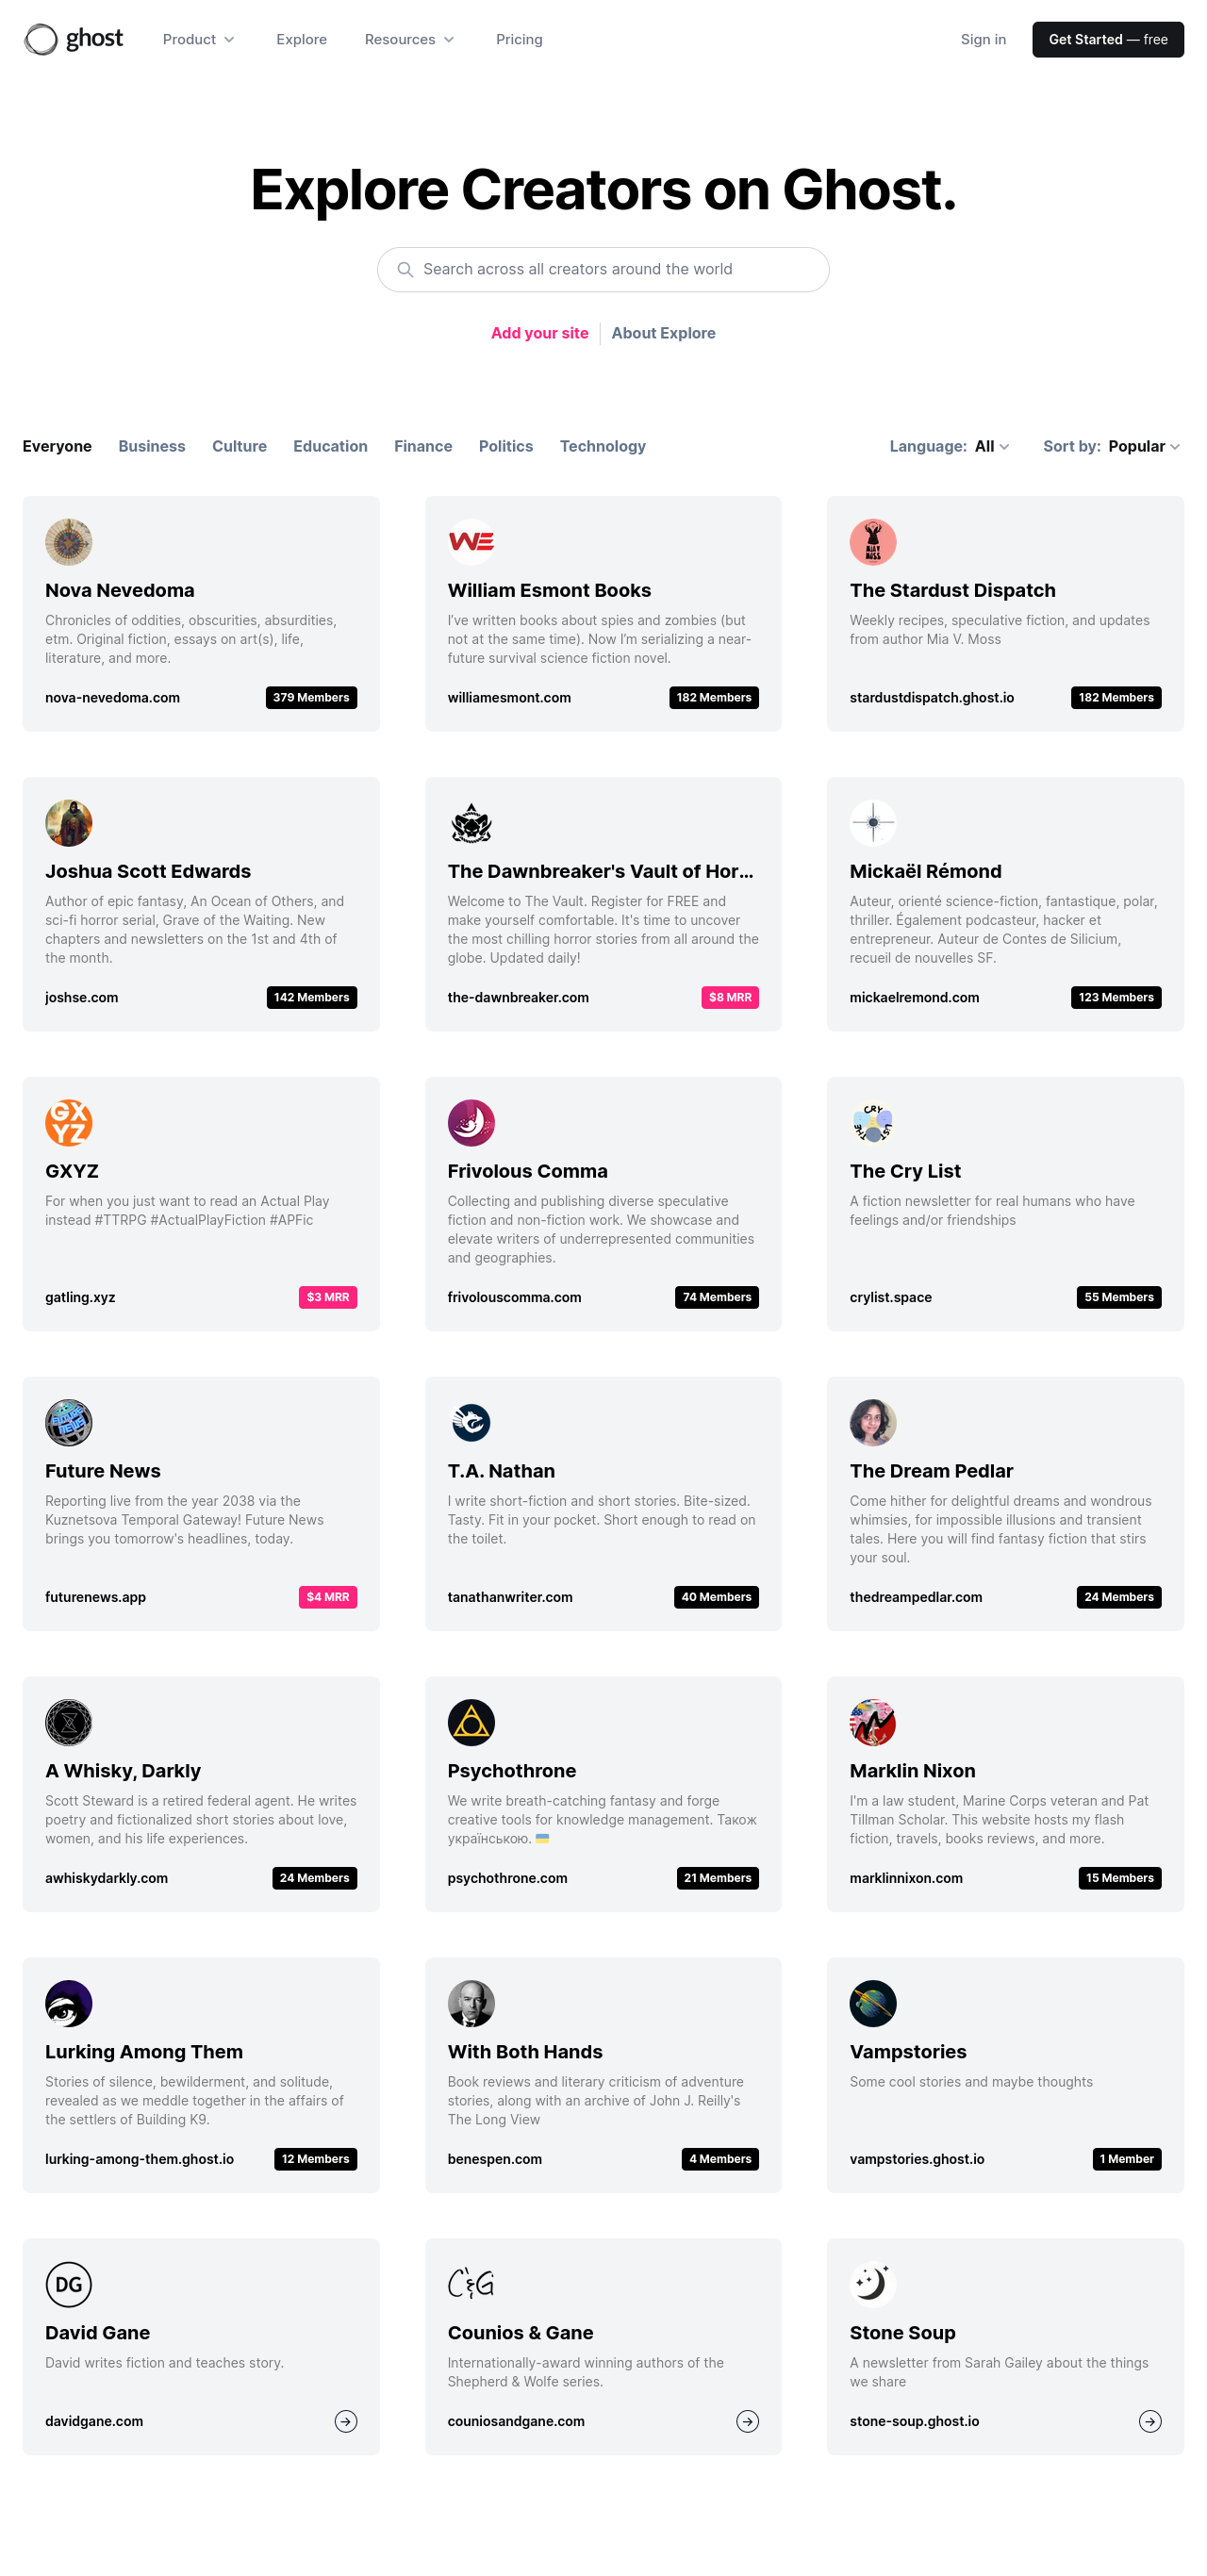 ghost
Product
Explore
Resources
Pricing
Sign in
Get Started — free
Explore Creators on Ghost.
Search across all creators around the world
Add your site
About Explore
Everyone
Business
Culture
Education
Finance
Politics
Technology
Language: All
Sort by: Popular
Nova Nevedoma
Chronicles of oddities, obscurities, absurdities,
etm. Original fiction, essays on art(s), life,
literature, and more.
nova-nevedoma.com
379 Members
WE
William Esmont Books
I’ve written books about spies and zombies (but
not at the same time). Now I’m serializing a near-
future survival science fiction novel.
williamesmont.com
182 Members
MIA V
MOSS
The Stardust Dispatch
Weekly recipes, speculative fiction, and updates
from author Mia V. Moss
stardustdispatch.ghost.io
182 Members
Joshua Scott Edwards
Author of epic fantasy, An Ocean of Others, and
sci-fi horror serial, Grave of the Waiting. New
chapters and newsletters on the 1st and 4th of
the month.
joshse.com
142 Members
The Dawnbreaker's Vault of Hor...
Welcome to The Vault. Register for FREE and
make yourself comfortable. It's time to uncover
the most chilling horror stories from all around the
globe. Updated daily!
the-dawnbreaker.com
$8 MRR
Mickaël Rémond
Auteur, orienté science-fiction, fantastique, polar,
thriller. Également podcasteur, hacker et
entrepreneur. Auteur de Contes de Silicium,
recueil de nouvelles SF.
mickaelremond.com
123 Members
GX
YZ
GXYZ
For when you just want to read an Actual Play
instead #TTRPG #ActualPlayFiction #APFic
gatling.xyz
$3 MRR
Frivolous Comma
Collecting and publishing diverse speculative
fiction and non-fiction work. We showcase and
elevate writers of underrepresented communities
and geographies.
frivolouscomma.com
74 Members
THE CRY LIST
The Cry List
A fiction newsletter for real humans who have
feelings and/or friendships
crylist.space
55 Members
FUTURE NEWS
Future News
Reporting live from the year 2038 via the
Kuznetsova Temporal Gateway! Future News
brings you tomorrow's headlines, today.
futurenews.app
$4 MRR
T.A. Nathan
I write short-fiction and short stories. Bite-sized.
Tasty. Fit in your pocket. Short enough to read on
the toilet.
tanathanwriter.com
40 Members
The Dream Pedlar
Come hither for delightful dreams and wondrous
whimsies, for impossible illusions and transient
tales. Here you will find fantasy fiction that stirs
your soul.
thedreampedlar.com
24 Members
A Whisky, Darkly
Scott Steward is a retired federal agent. He writes
poetry and fictionalized short stories about love,
women, and his life experiences.
awhiskydarkly.com
24 Members
Psychothrone
We write breath-catching fantasy and forge
creative tools for knowledge management. Також
українською. 🇺🇦
psychothrone.com
21 Members
Marklin Nixon
I'm a law student, Marine Corps veteran and Pat
Tillman Scholar. This website hosts my flash
fiction, travels, books reviews, and more.
marklinnixon.com
15 Members
Lurking Among Them
Stories of silence, bewilderment, and solitude,
revealed as we meddle together in the affairs of
the settlers of Building K9.
lurking-among-them.ghost.io
12 Members
With Both Hands
Book reviews and literary criticism of adventure
stories, along with an archive of John J. Reilly's
The Long View
benespen.com
4 Members
Vampstories
Some cool stories and maybe thoughts
vampstories.ghost.io
1 Member
DG
David Gane
David writes fiction and teaches story.
davidgane.com
C&G
Counios & Gane
Internationally-award winning authors of the
Shepherd & Wolfe series.
couniosandgane.com
Stone Soup
A newsletter from Sarah Gailey about the things
we share
stone-soup.ghost.io